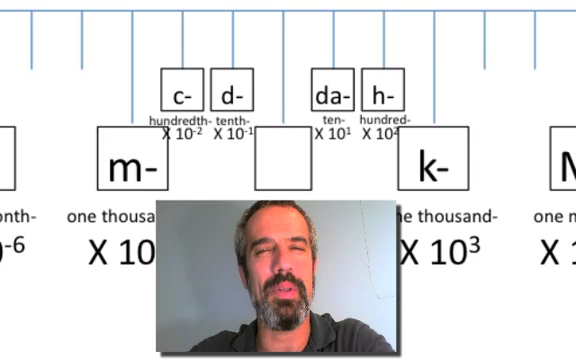 c- d- da- h-
hundredth- tenth- ten- hundred-
X 10-2 X 10-1 X 10¹ X 10²
m- k- M
onth- one thousa e thousand- one m
-6 X 10 X 10³ X 1